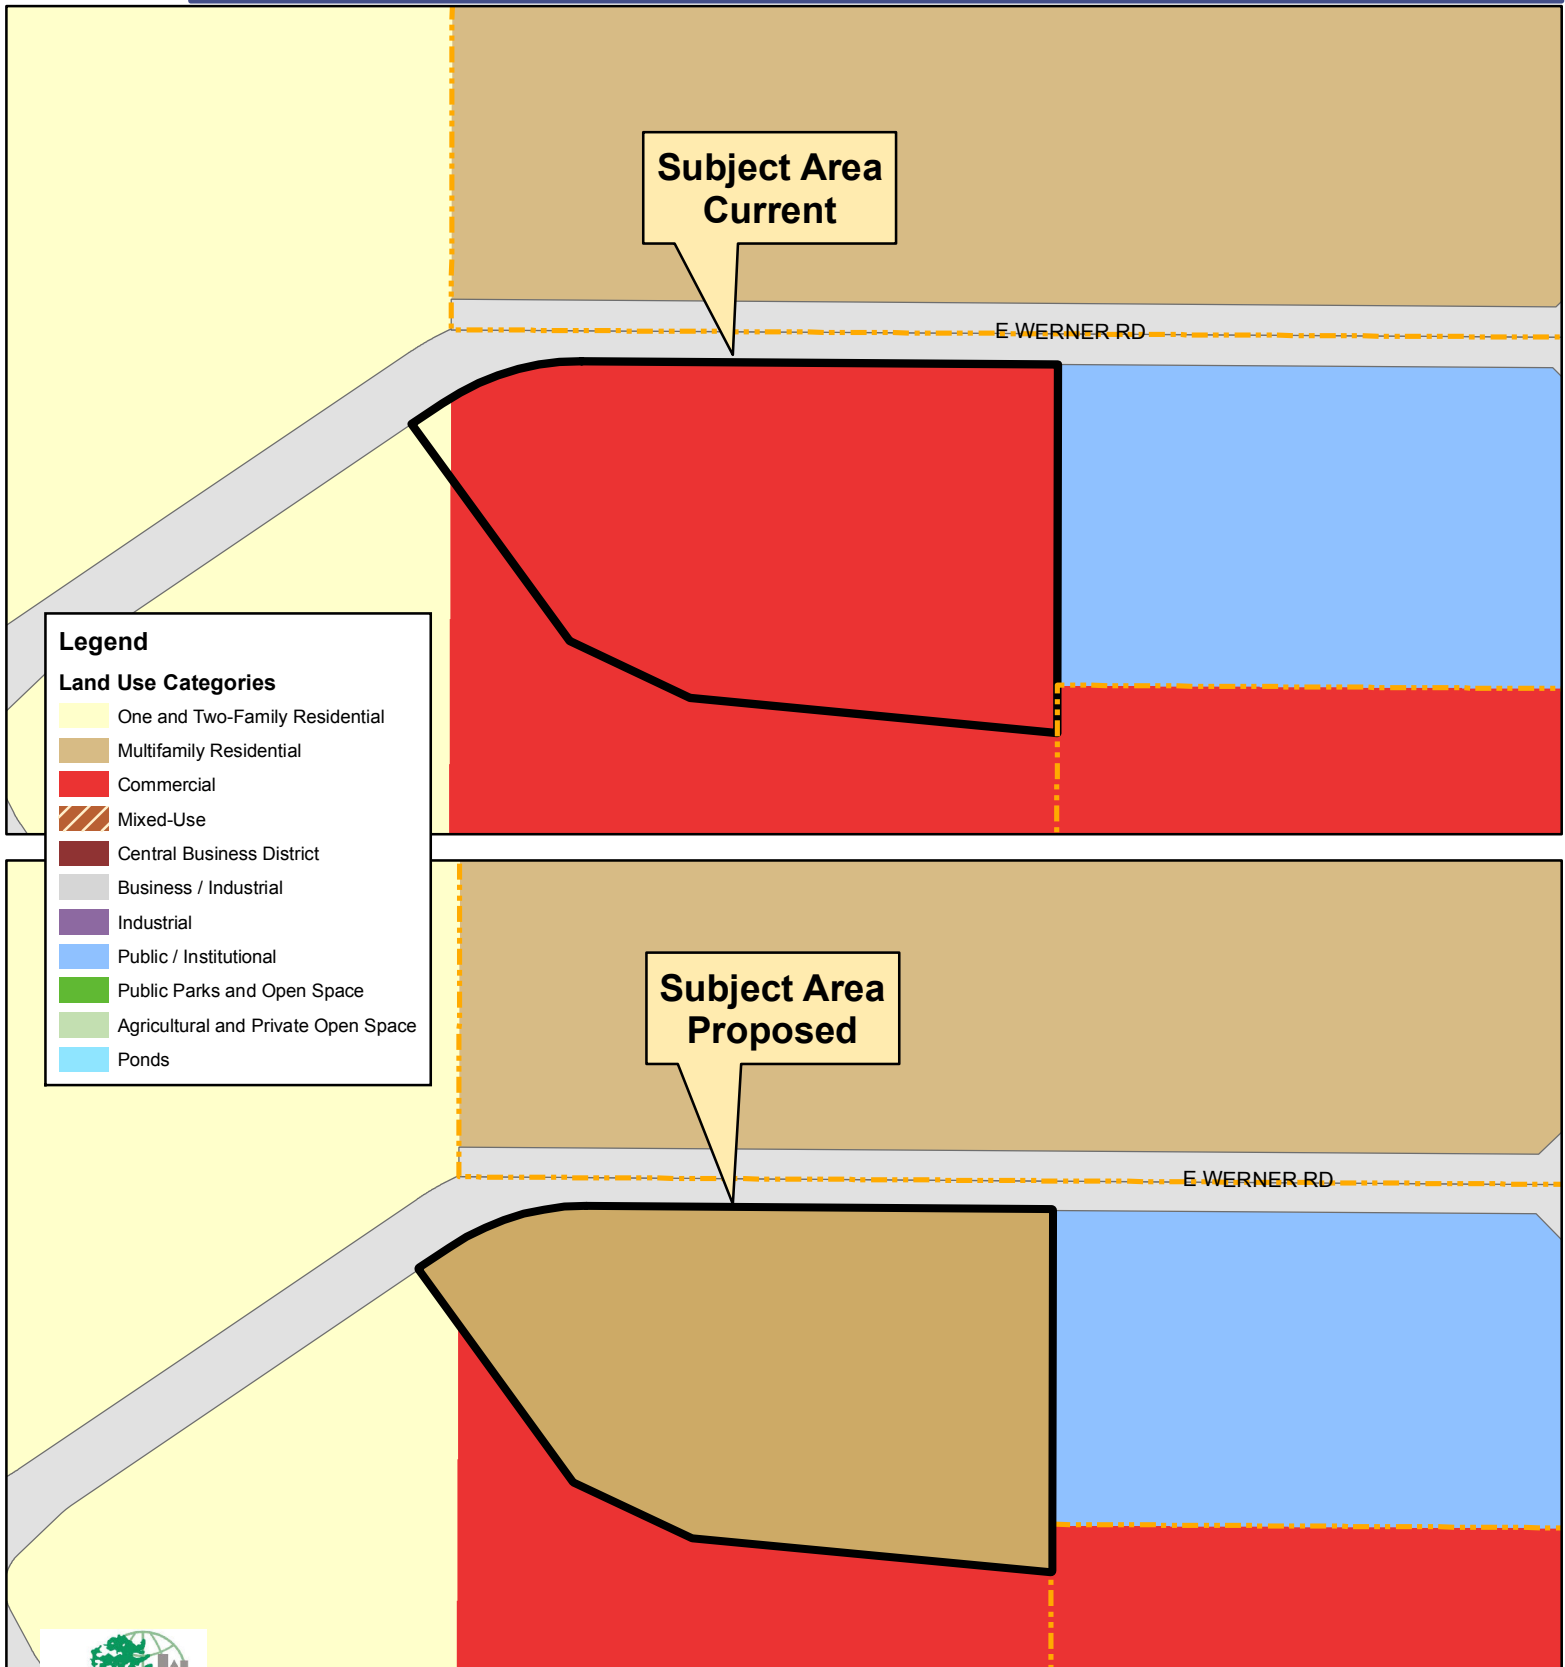 Subject Area
Current
E WERNER RD
Legend
Land Use Categories
One and Two-Family Residential
Multifamily Residential
Commercial
Mixed-Use
Central Business District
Business / Industrial
Industrial
Public / Institutional
Public Parks and Open Space
Agricultural and Private Open Space
Ponds
Subject Area
Proposed
E WERNER RD